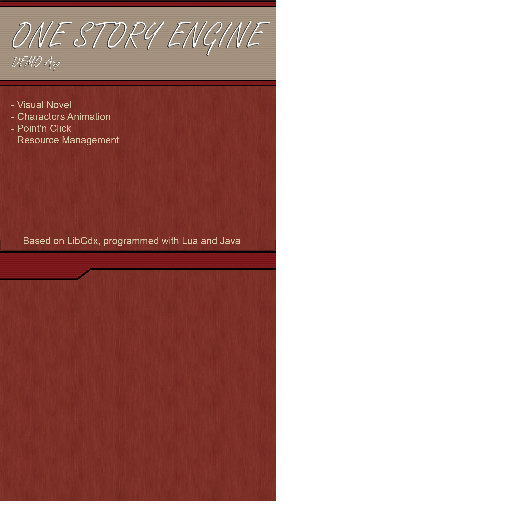 ONE STORY ENGINE
DEMO App
- Visual Novel
- Charactors Animation
- Point'n Click
Resource Management
Based on LibGdx, programmed with Lua and Java